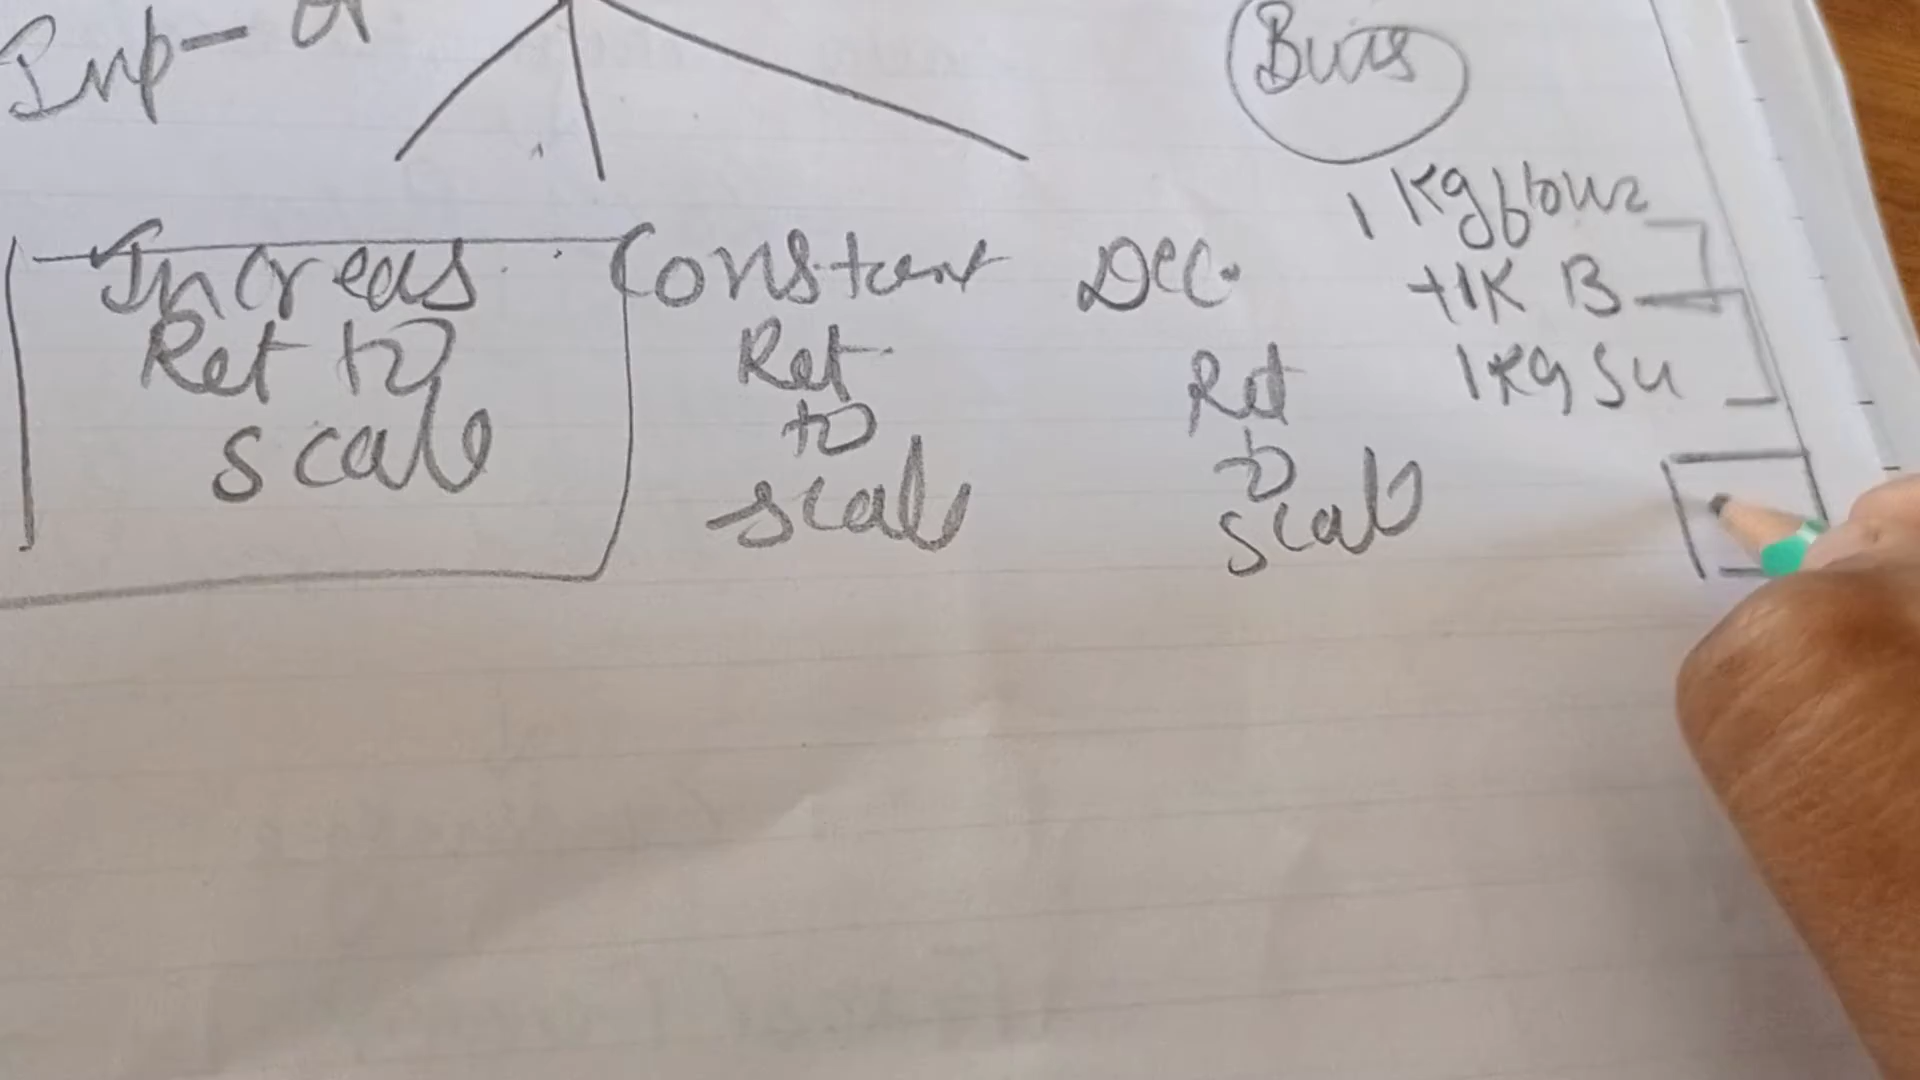 Inp-
Buns
1 Kg flour
+1K B
1Kg Su
Increas.
Ret to
scale
Constant
Ret
to
scale
Dec.
Ret
to
scale